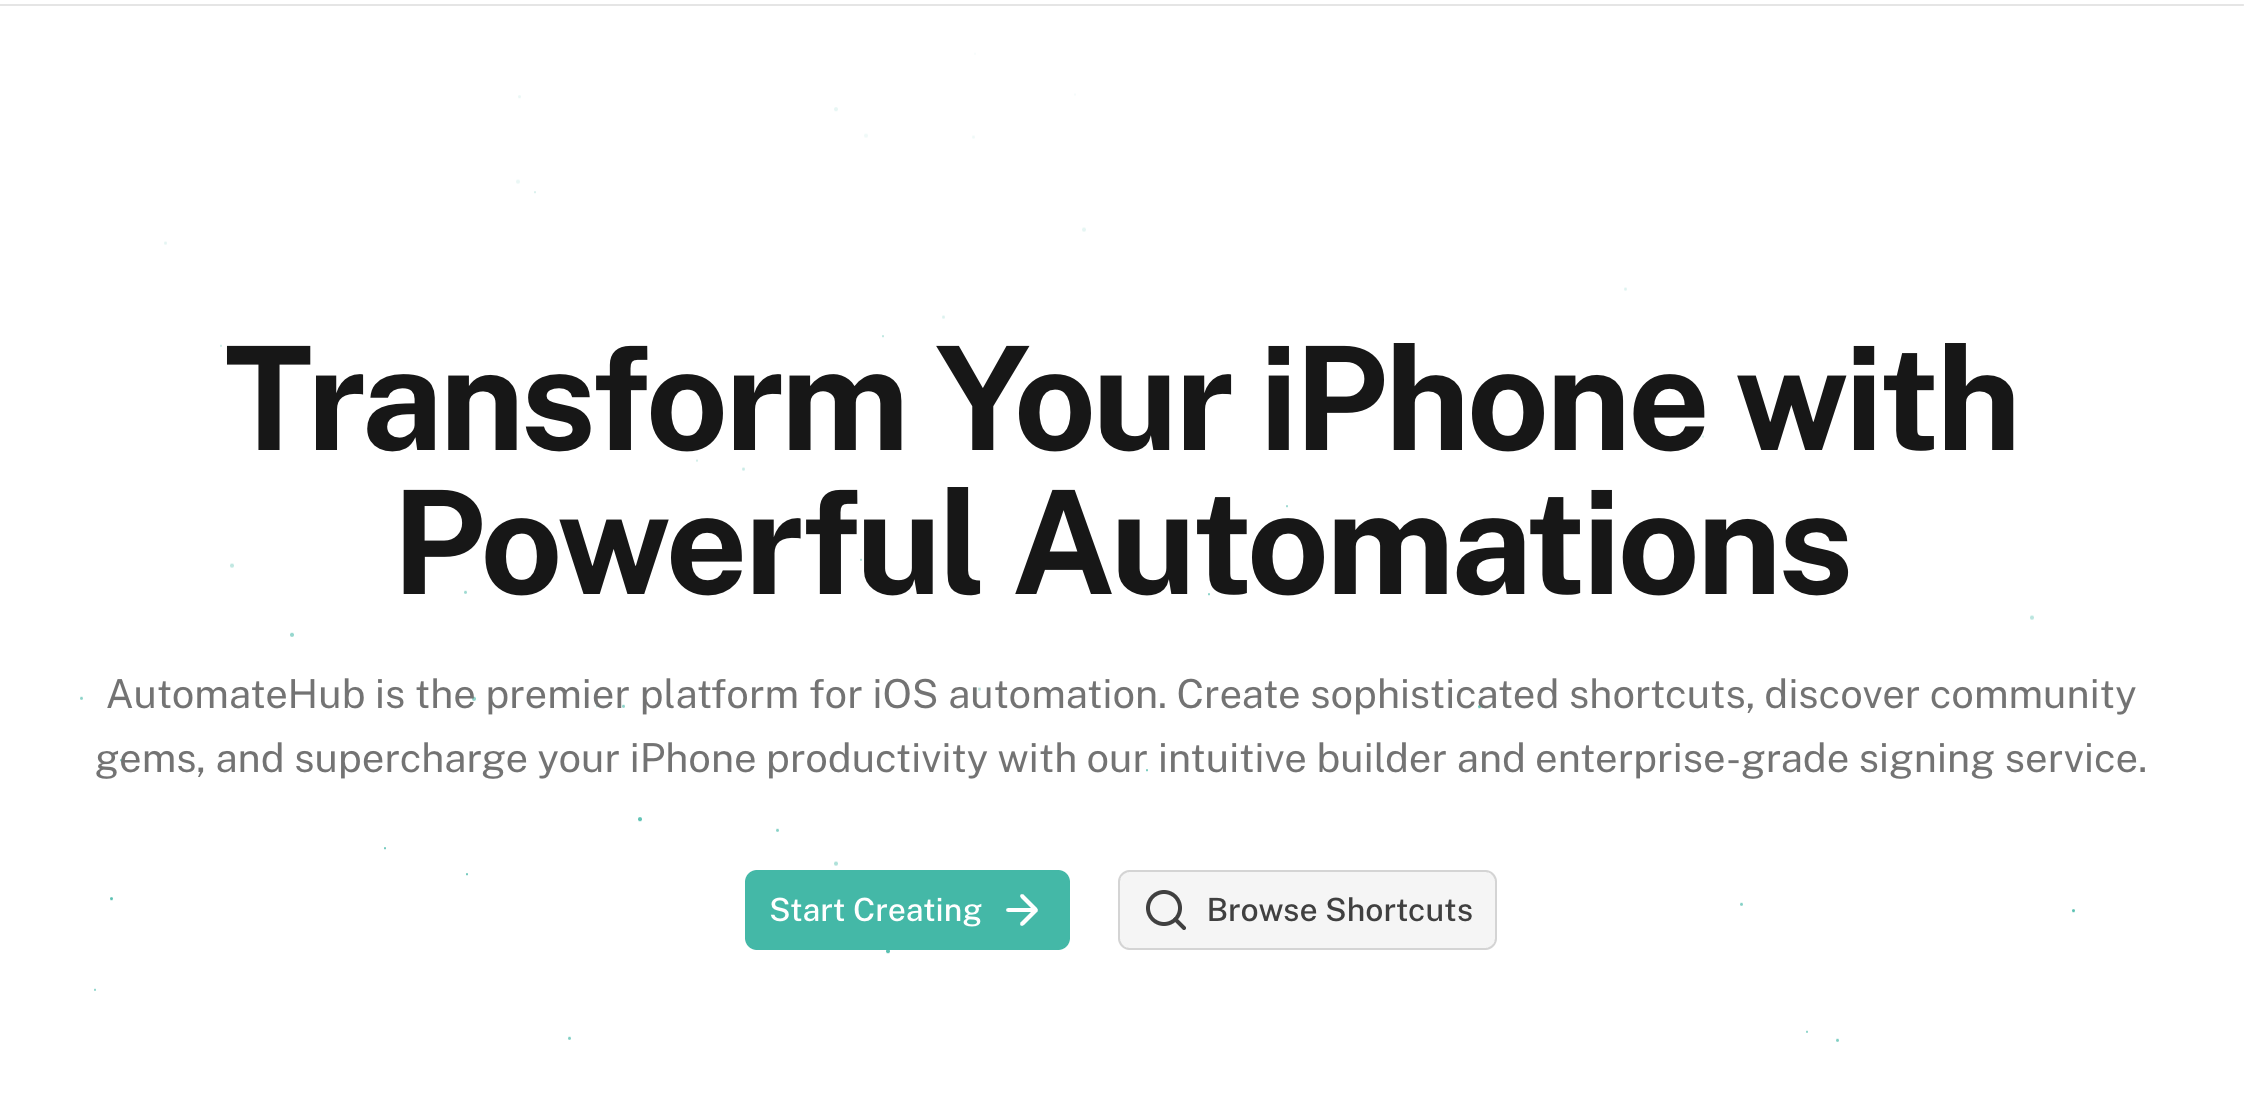 Transform Your iPhone with
Powerful Automations
AutomateHub is the premier platform for iOS automation. Create sophisticated shortcuts, discover community
gems, and supercharge your iPhone productivity with our intuitive builder and enterprise-grade signing service.
Start Creating
Browse Shortcuts